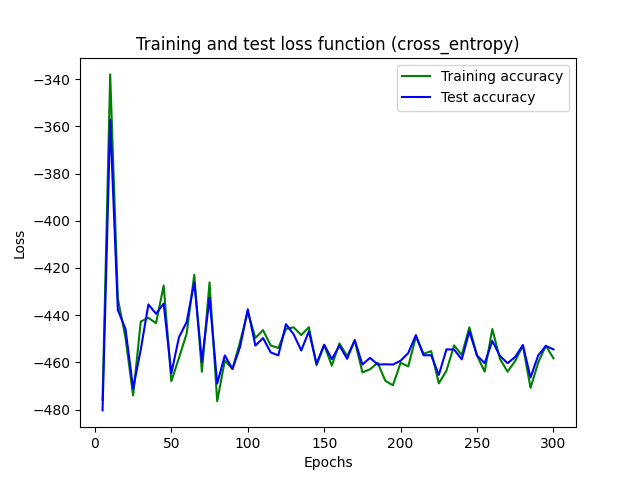 Training and test loss function (cross_entropy)
Training accuracy
Test accuracy
Loss
−340
−360
−380
−400
−420
−440
−460
−480
0 50 100 150 200 250 300
Epochs